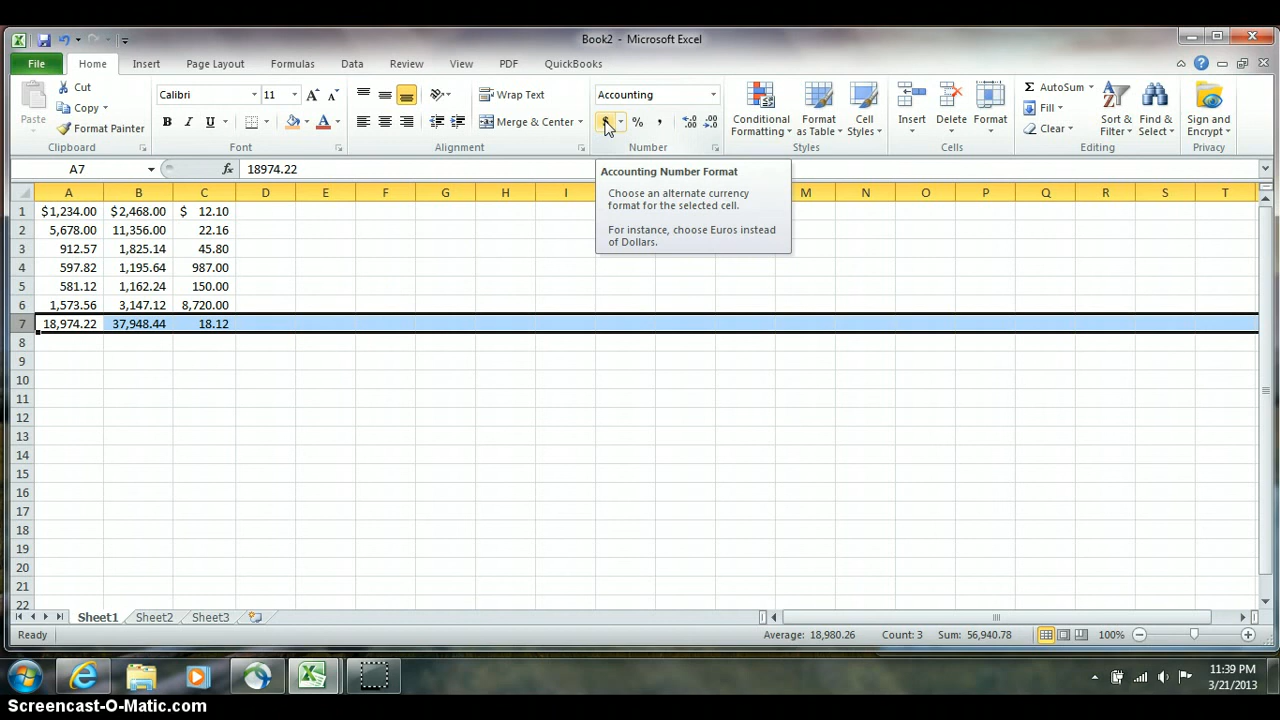 Book2 - Microsoft Excel
File Home Insert Page Layout Formulas Data Review View PDF QuickBooks
Cut
Copy
Format Painter
Paste
Clipboard
Calibri 11
B I U
Font
Wrap Text
Merge & Center
Alignment
Accounting
% ,
Number
Conditional Formatting
Format as Table
Cell Styles
Styles
Insert
Delete
Format
Cells
AutoSum
Fill
Clear
Sort & Filter
Find & Select
Editing
Sign and Encrypt
Privacy
A7 fx 18974.22
Accounting Number Format
Choose an alternate currency
format for the selected cell.
For instance, choose Euros instead
of Dollars.
A B C D E F G H I M N O P Q R S T
1 $1,234.00 $2,468.00 $ 12.10
2 5,678.00 11,356.00 22.16
3 912.57 1,825.14 45.80
4 597.82 1,195.64 987.00
5 581.12 1,162.24 150.00
6 1,573.56 3,147.12 8,720.00
7 18,974.22 37,948.44 18.12
8
9
10
11
12
13
14
15
16
17
18
19
20
21
22
Sheet1 Sheet2 Sheet3
Ready Average: 18,980.26 Count: 3 Sum: 56,940.78 100%
11:39 PM
3/21/2013
Screencast-O-Matic.com